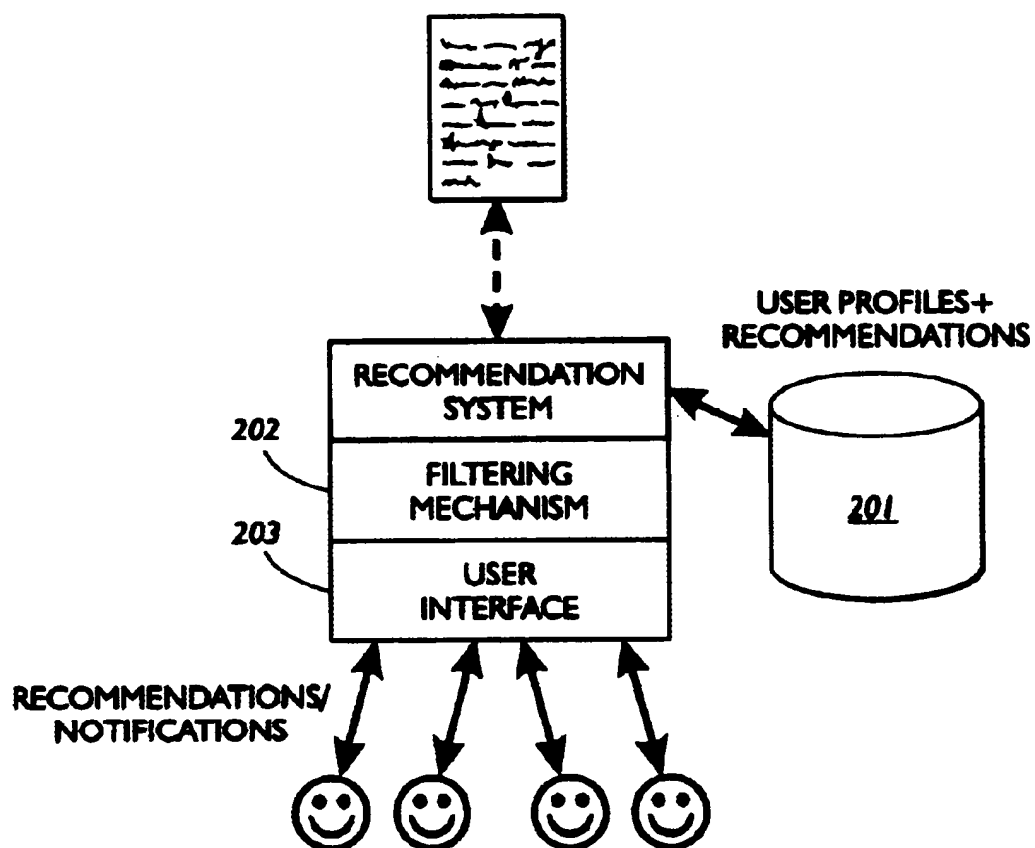 USER PROFILES+
RECOMMENDATIONS
RECOMMENDATION
SYSTEM
202
FILTERING
MECHANISM
201
203
USER
INTERFACE
RECOMMENDATIONS/
NOTIFICATIONS